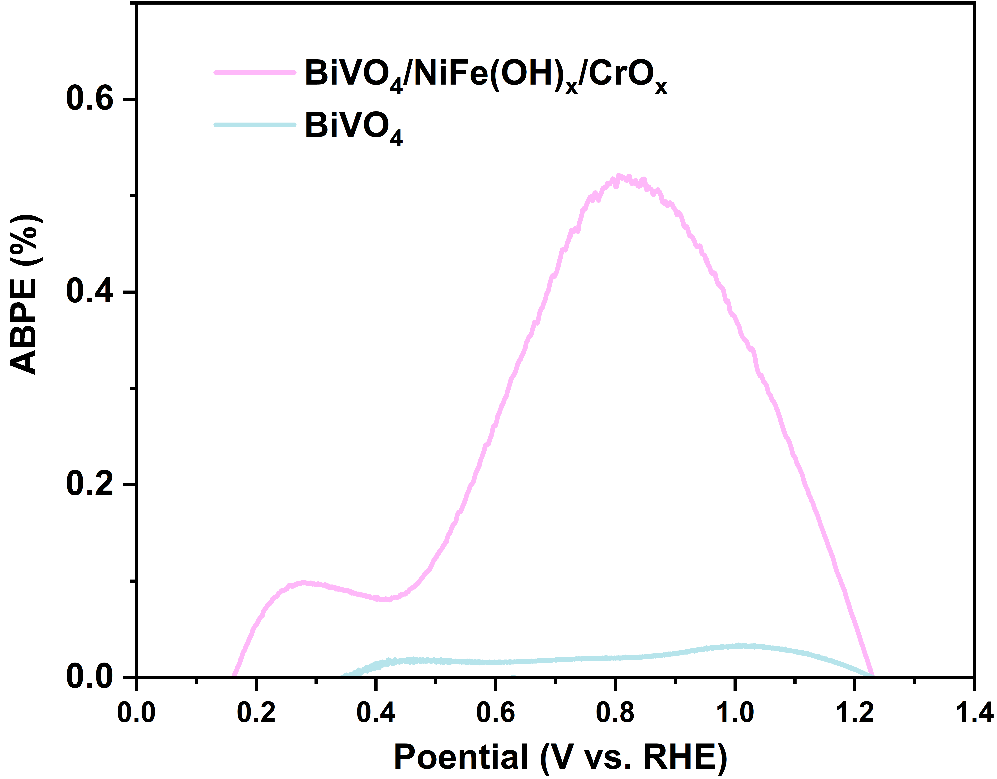 BiVO₄/NiFe(OH)ₓ/CrOₓ
BiVO₄
ABPE (%)
0.6
0.4
0.2
0.0
0.0 0.2 0.4 0.6 0.8 1.0 1.2 1.4
Poential (V vs. RHE)